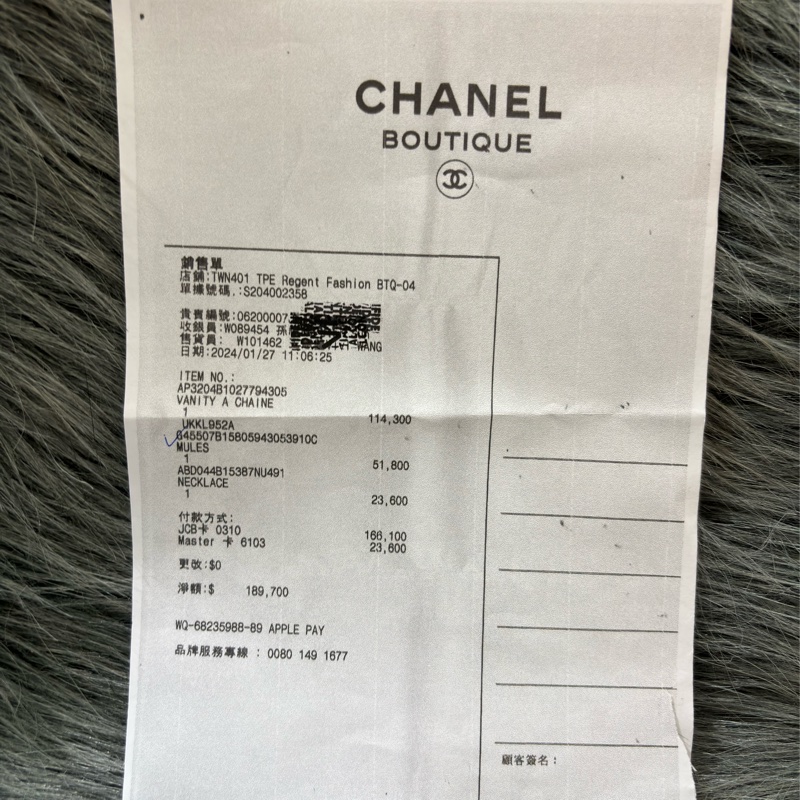 CHANEL
BOUTIQUE
銷售單
店鋪:TWN401 TPE Regent Fashion BTQ-04
單據號碼.:S204002358
貴賓編號:06200007
收銀員:W089454 孫
售貨員: W101462 WANG
日期:2024/01/27 11:06:25
ITEM NO.:
AP3204B1027794305
VANITY A CHAINE
1 114,300
UKKL952A
G45507B15805943053910C
MULES
1 51,800
ABD044B15387NU491
NECKLACE
1 23,600
付款方式:
JCB卡 0310 166,100
Master 卡 6103 23,600
更改:$0
淨額:$ 189,700
WQ-68235988-89 APPLE PAY
品牌服務專線 : 0080 149 1677
顧客簽名: